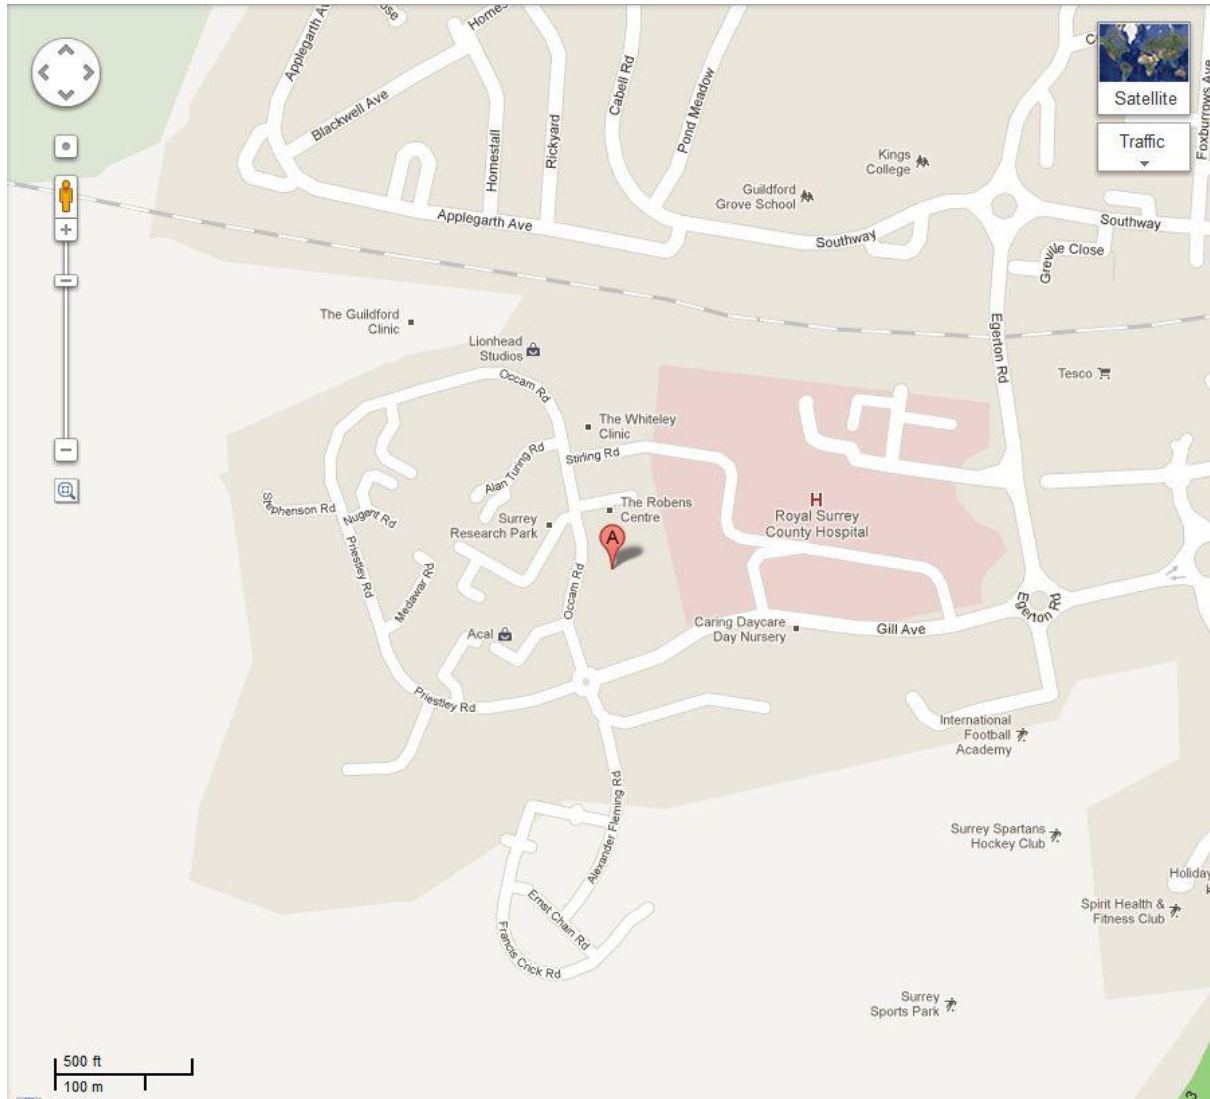 Applegarth Av
ose
Homes
Blackwell Ave
Homestall
Rickyard
Cabell Rd
Pond Meadow
C
Satellite
Traffic
Foxburrows Ave
Kings
College
Guildford
Grove School
Applegarth Ave
Southway
Southway
Greville Close
Egerton Rd
The Guildford
Clinic
Lionhead
Studios
Tesco
Occam Rd
The Whiteley
Clinic
Stirling Rd
Alan Turing Rd
Stephenson Rd
Nugent Rd
Surrey
Research Park
The Robens
Centre
H
Royal Surrey
County Hospital
A
Priestley Rd
Medawar Rd
Occam Rd
Acal
Caring Daycare
Day Nursery
Gill Ave
Egerton Rd
Priestley Rd
International
Football
Academy
Alexander Fleming Rd
Surrey Spartans
Hockey Club
Holiday
Spirit Health &
Fitness Club
Ernst Chain Rd
Francis Crick Rd
Surrey
Sports Park
500 ft
100 m
3